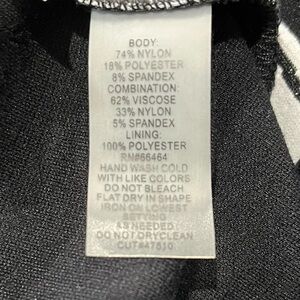 BODY:
74% NYLON
18% POLYESTER
8% SPANDEX
COMBINATION:
62% VISCOSE
33% NYLON
5% SPANDEX
LINING:
100% POLYESTER
RN#66464
HAND WASH COLD
WITH LIKE COLORS
DO NOT BLEACH
FLAT DRY IN SHAPE
IRON ON LOWEST
SETTING
AS NEEDED
DO NOT DRYCLEAN
CUT#47810